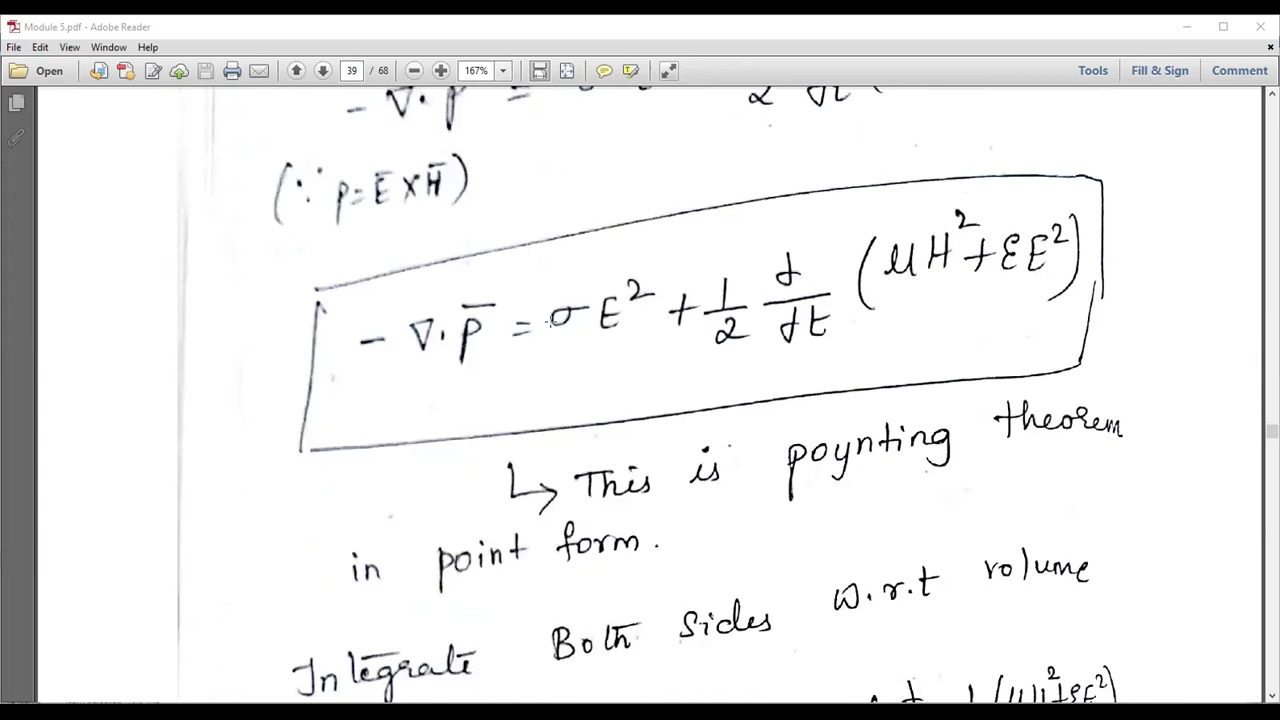 Module 5.pdf - Adobe Reader
File Edit View Window Help
Open 39 / 68 167% Tools Fill & Sign Comment
- ∇· P =
(∵ p = E̅ × H̅)
- ∇· p̅ = σ E² + 1/2 d/dt (μH² + εE²)
↳ This is poynting theorem
in point form.
Integrate Both sides w.r.t volume